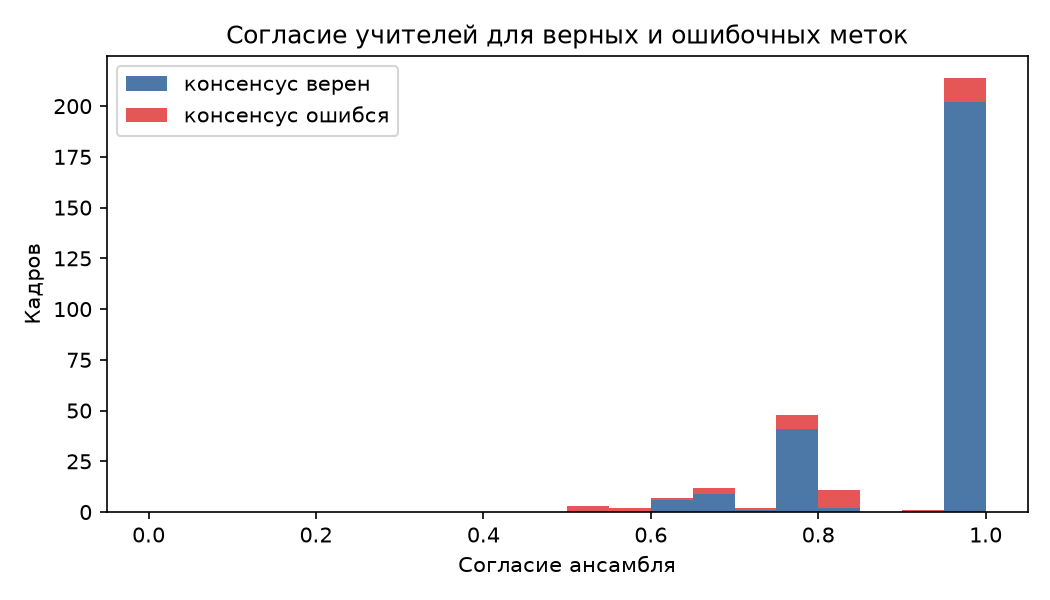 Согласие учителей для верных и ошибочных меток
консенсус верен
консенсус ошибся
Кадров
200
175
150
125
100
75
50
25
0
0.0 0.2 0.4 0.6 0.8 1.0
Согласие ансамбля